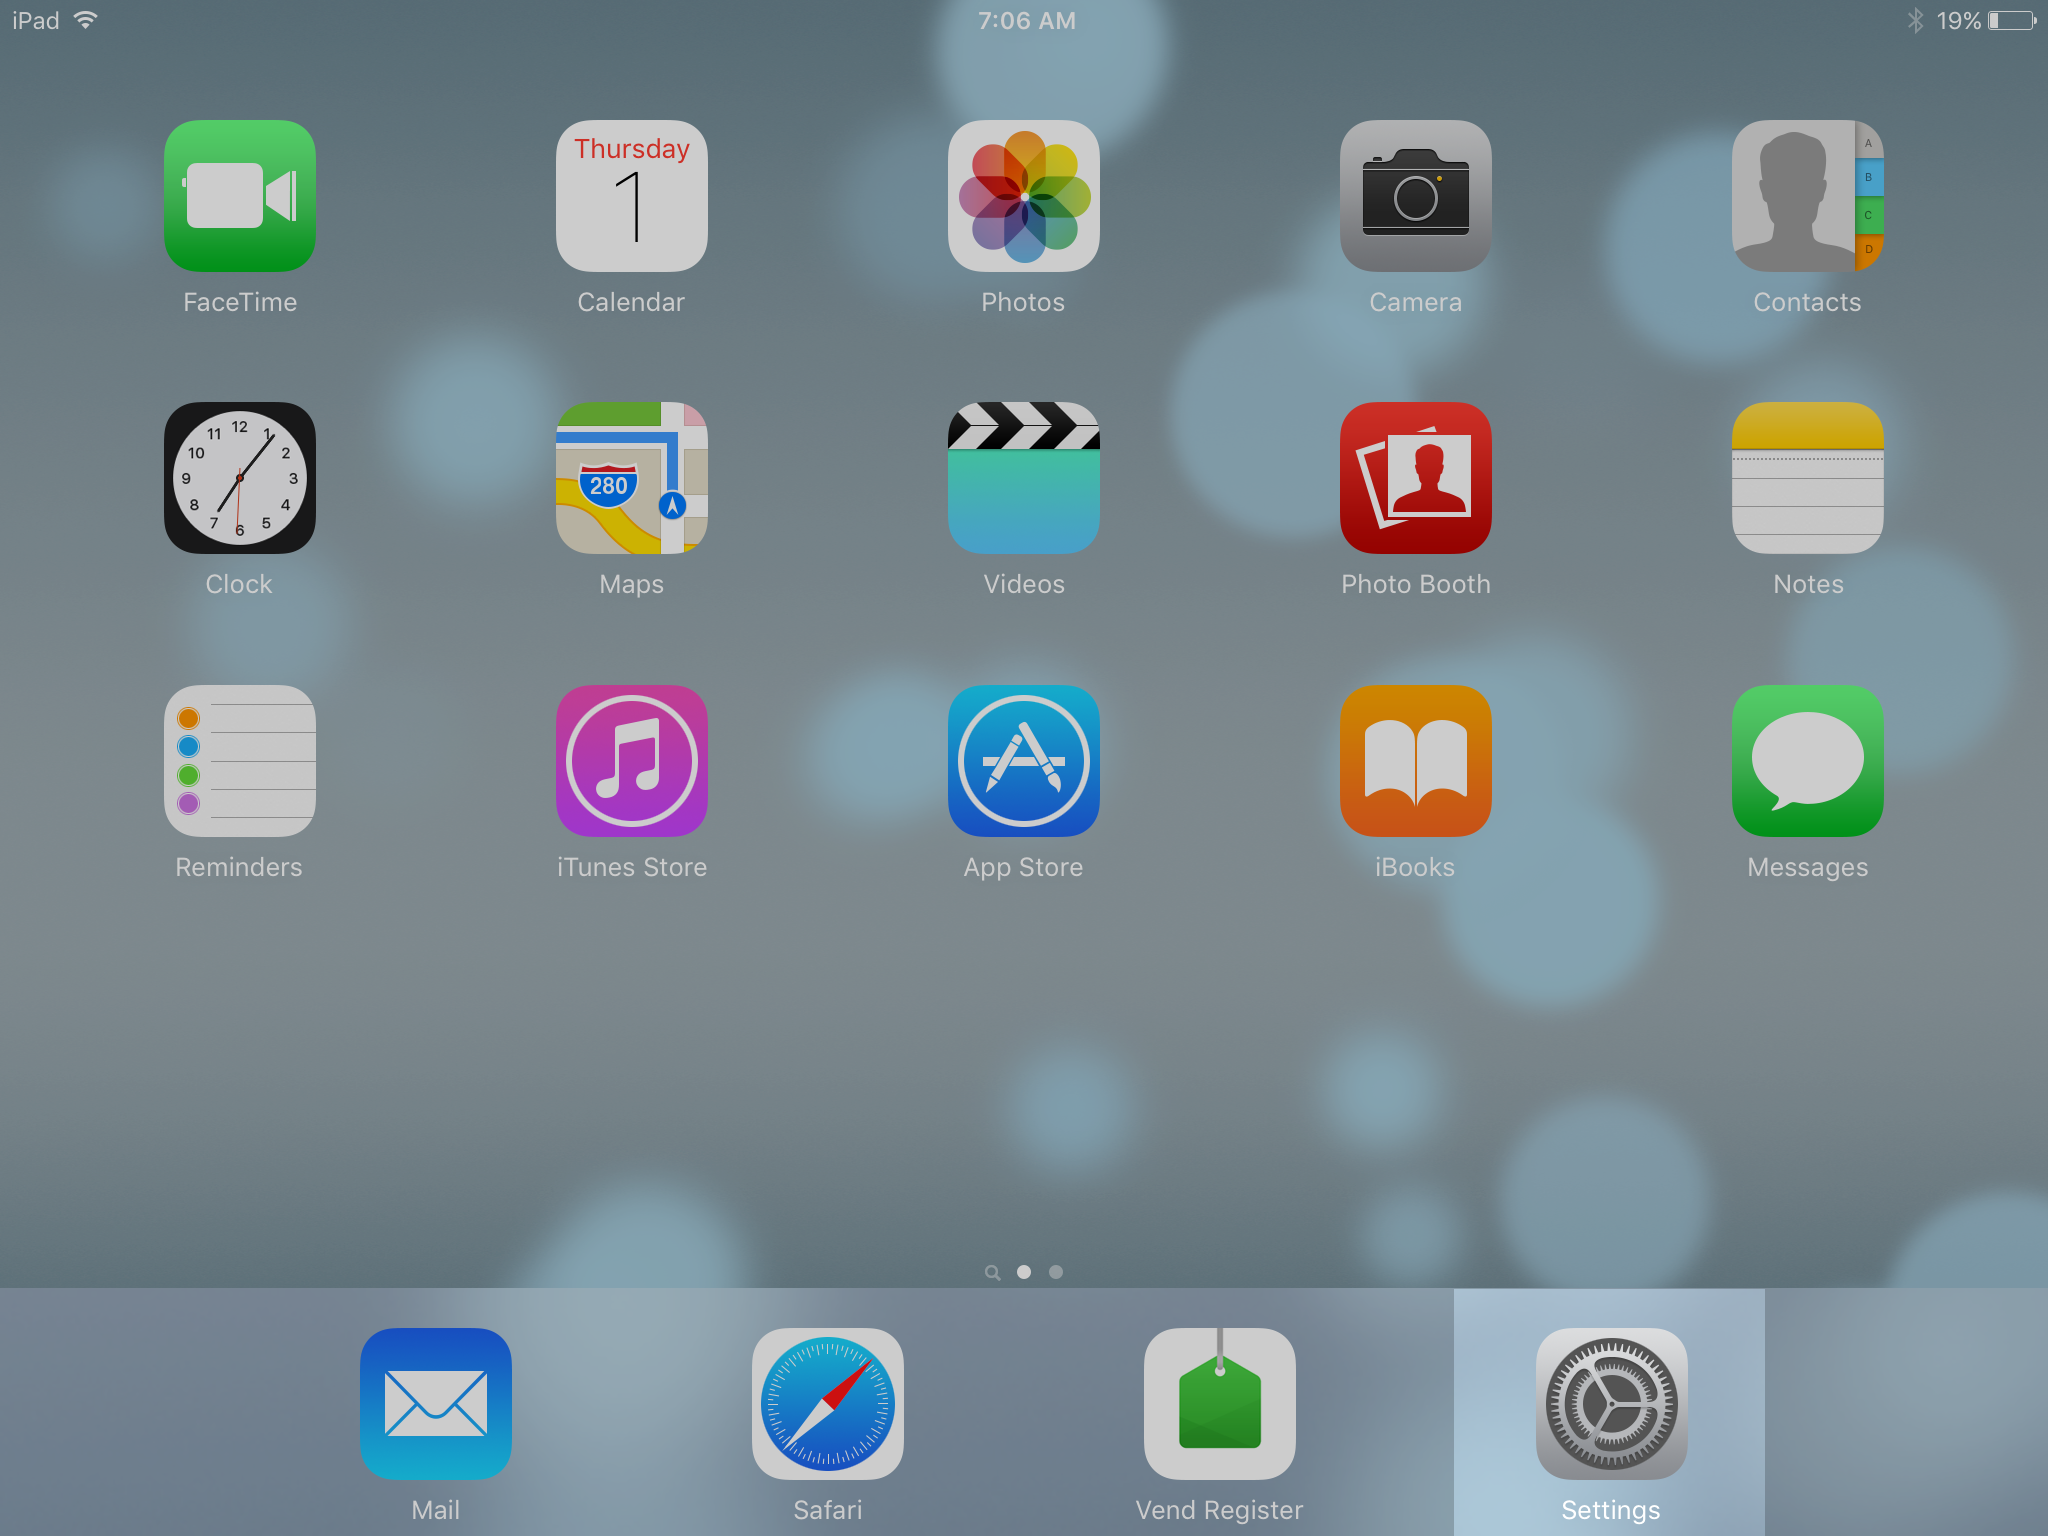 iPad 7:06 AM 19%
Thursday
1
A
B
C
D
FaceTime Calendar Photos Camera Contacts
12
11 1
10 2
9 3
8 4
7 5
6
280
Clock Maps Videos Photo Booth Notes
Reminders iTunes Store App Store iBooks Messages
Mail Safari Vend Register Settings